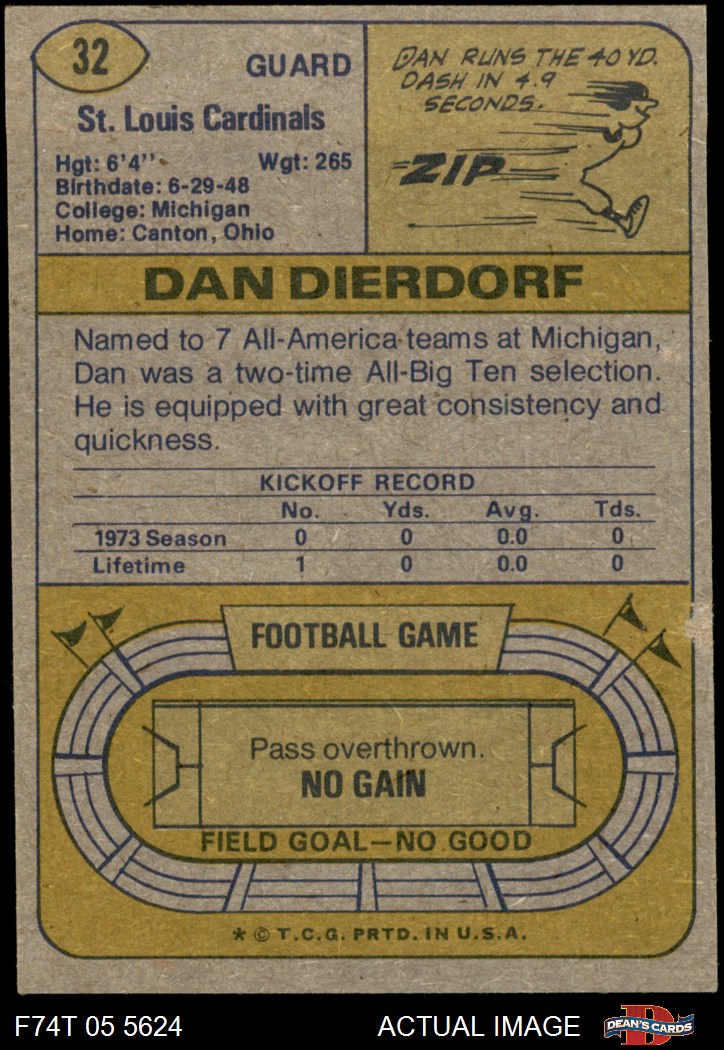 32
GUARD
St. Louis Cardinals
Hgt: 6'4" Wgt: 265
Birthdate: 6-29-48
College: Michigan
Home: Canton, Ohio
DAN RUNS THE 40 YD.
DASH IN 4.9
SECONDS.
ZIP
DAN DIERDORF
Named to 7 All-America teams at Michigan,
Dan was a two-time All-Big Ten selection.
He is equipped with great consistency and
quickness.
KICKOFF RECORD
No. Yds. Avg. Tds.
1973 Season 0 0 0.0 0
Lifetime 1 0 0.0 0
FOOTBALL GAME
Pass overthrown.
NO GAIN
FIELD GOAL—NO GOOD
* © T.C.G. PRTD. IN U.S.A.
F74T 05 5624 ACTUAL IMAGE D DEAN'S CARDS